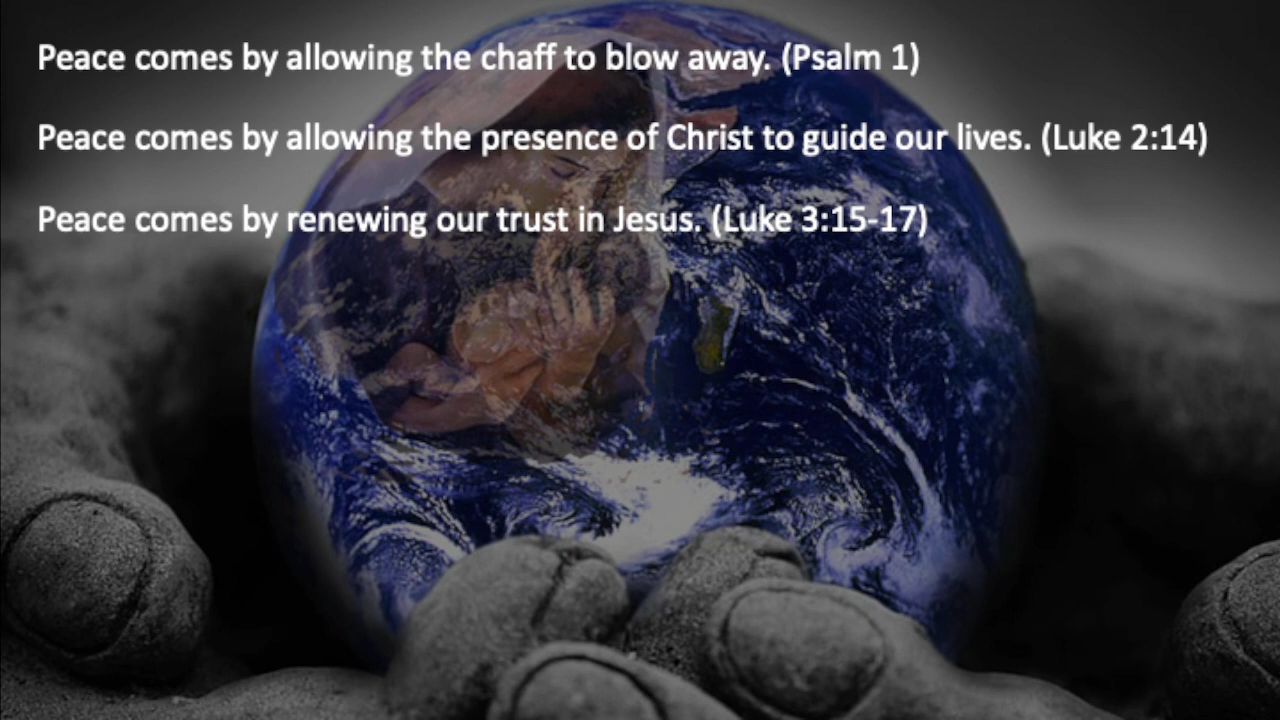 Peace comes by allowing the chaff to blow away. (Psalm 1)
Peace comes by allowing the presence of Christ to guide our lives. (Luke 2:14)
Peace comes by renewing our trust in Jesus. (Luke 3:15-17)